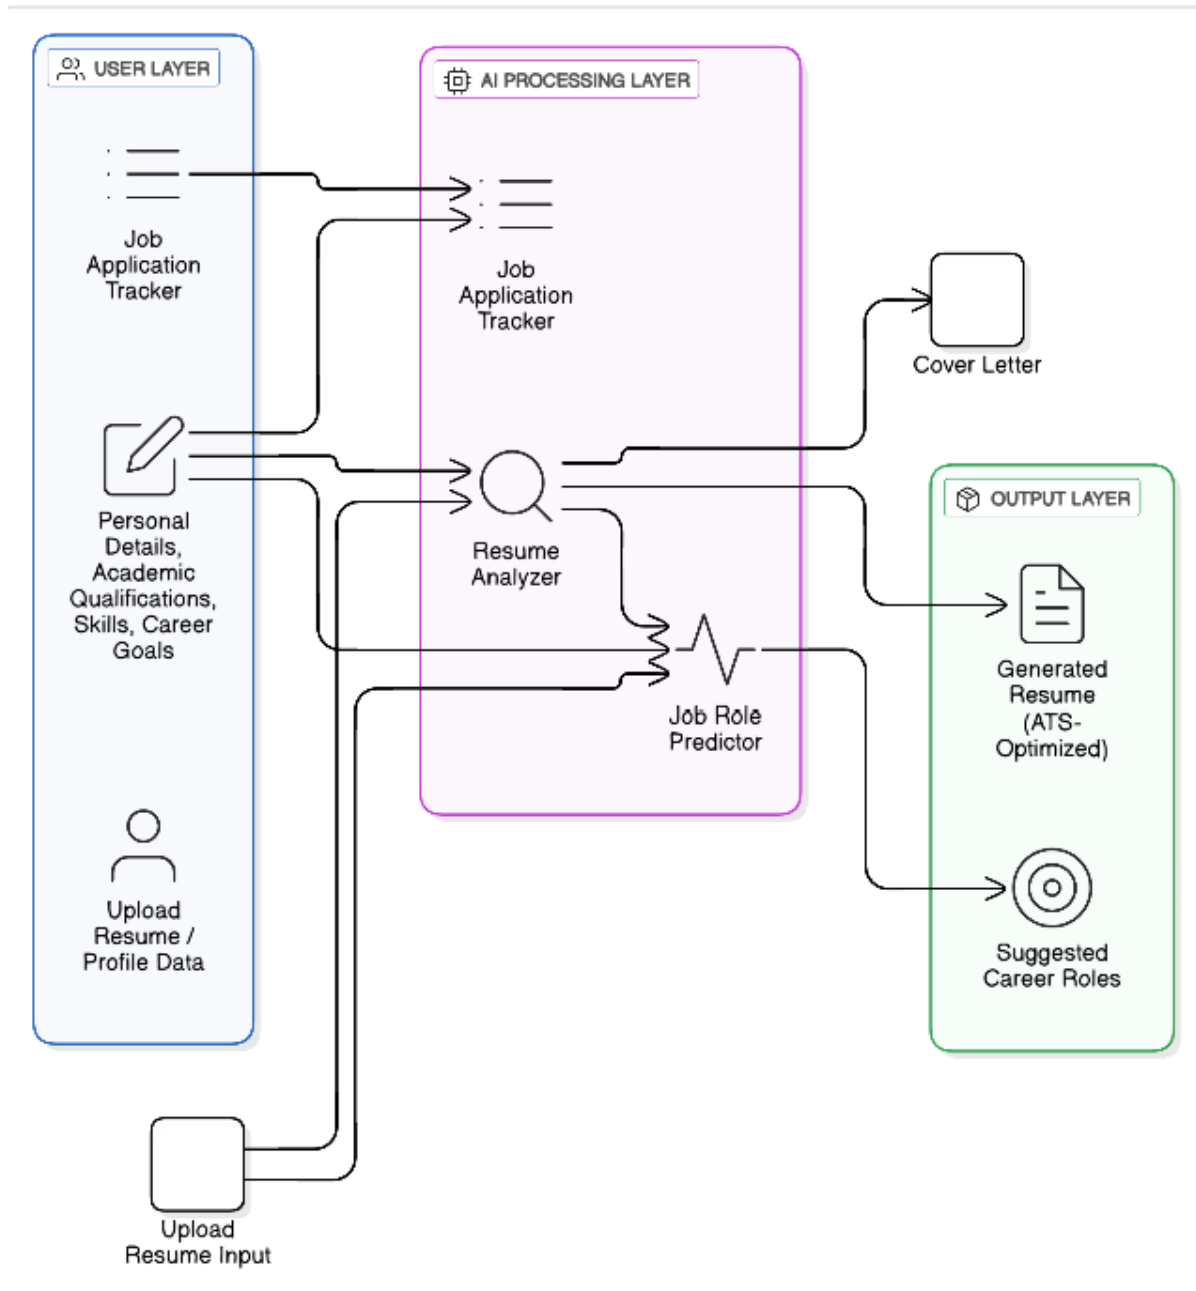 USER LAYER
Job
Application
Tracker
Personal
Details,
Academic
Qualifications,
Skills, Career
Goals
Upload
Resume /
Profile Data
Upload
Resume Input
AI PROCESSING LAYER
Job
Application
Tracker
Resume
Analyzer
Job Role
Predictor
Cover Letter
OUTPUT LAYER
Generated
Resume
(ATS-
Optimized)
Suggested
Career Roles